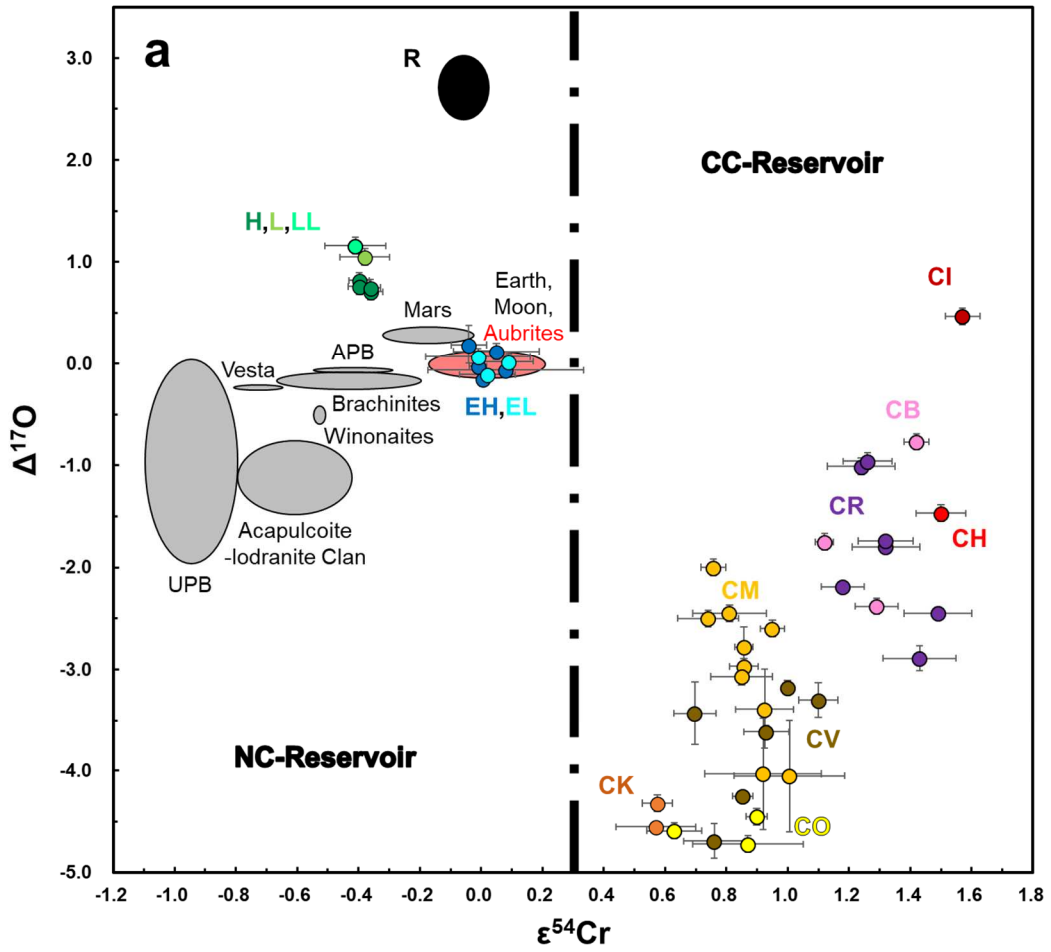 a
R
3.0
2.0
CC-Reservoir
H,L,LL
1.0
CI
Earth,
Moon,
Aubrites
Mars
0.0
APB
Vesta
EH,EL
Brachinites
Winonaites
CB
-1.0
Δ¹⁷O
CR
CH
Acapulcoite
-lodranite Clan
UPB
-2.0
CM
-3.0
CV
NC-Reservoir
CK
-4.0
CO
-5.0
-1.2 -1.0 -0.8 -0.6 -0.4 -0.2 0.0 0.2 0.4 0.6 0.8 1.0 1.2 1.4 1.6 1.8
ε⁵⁴Cr